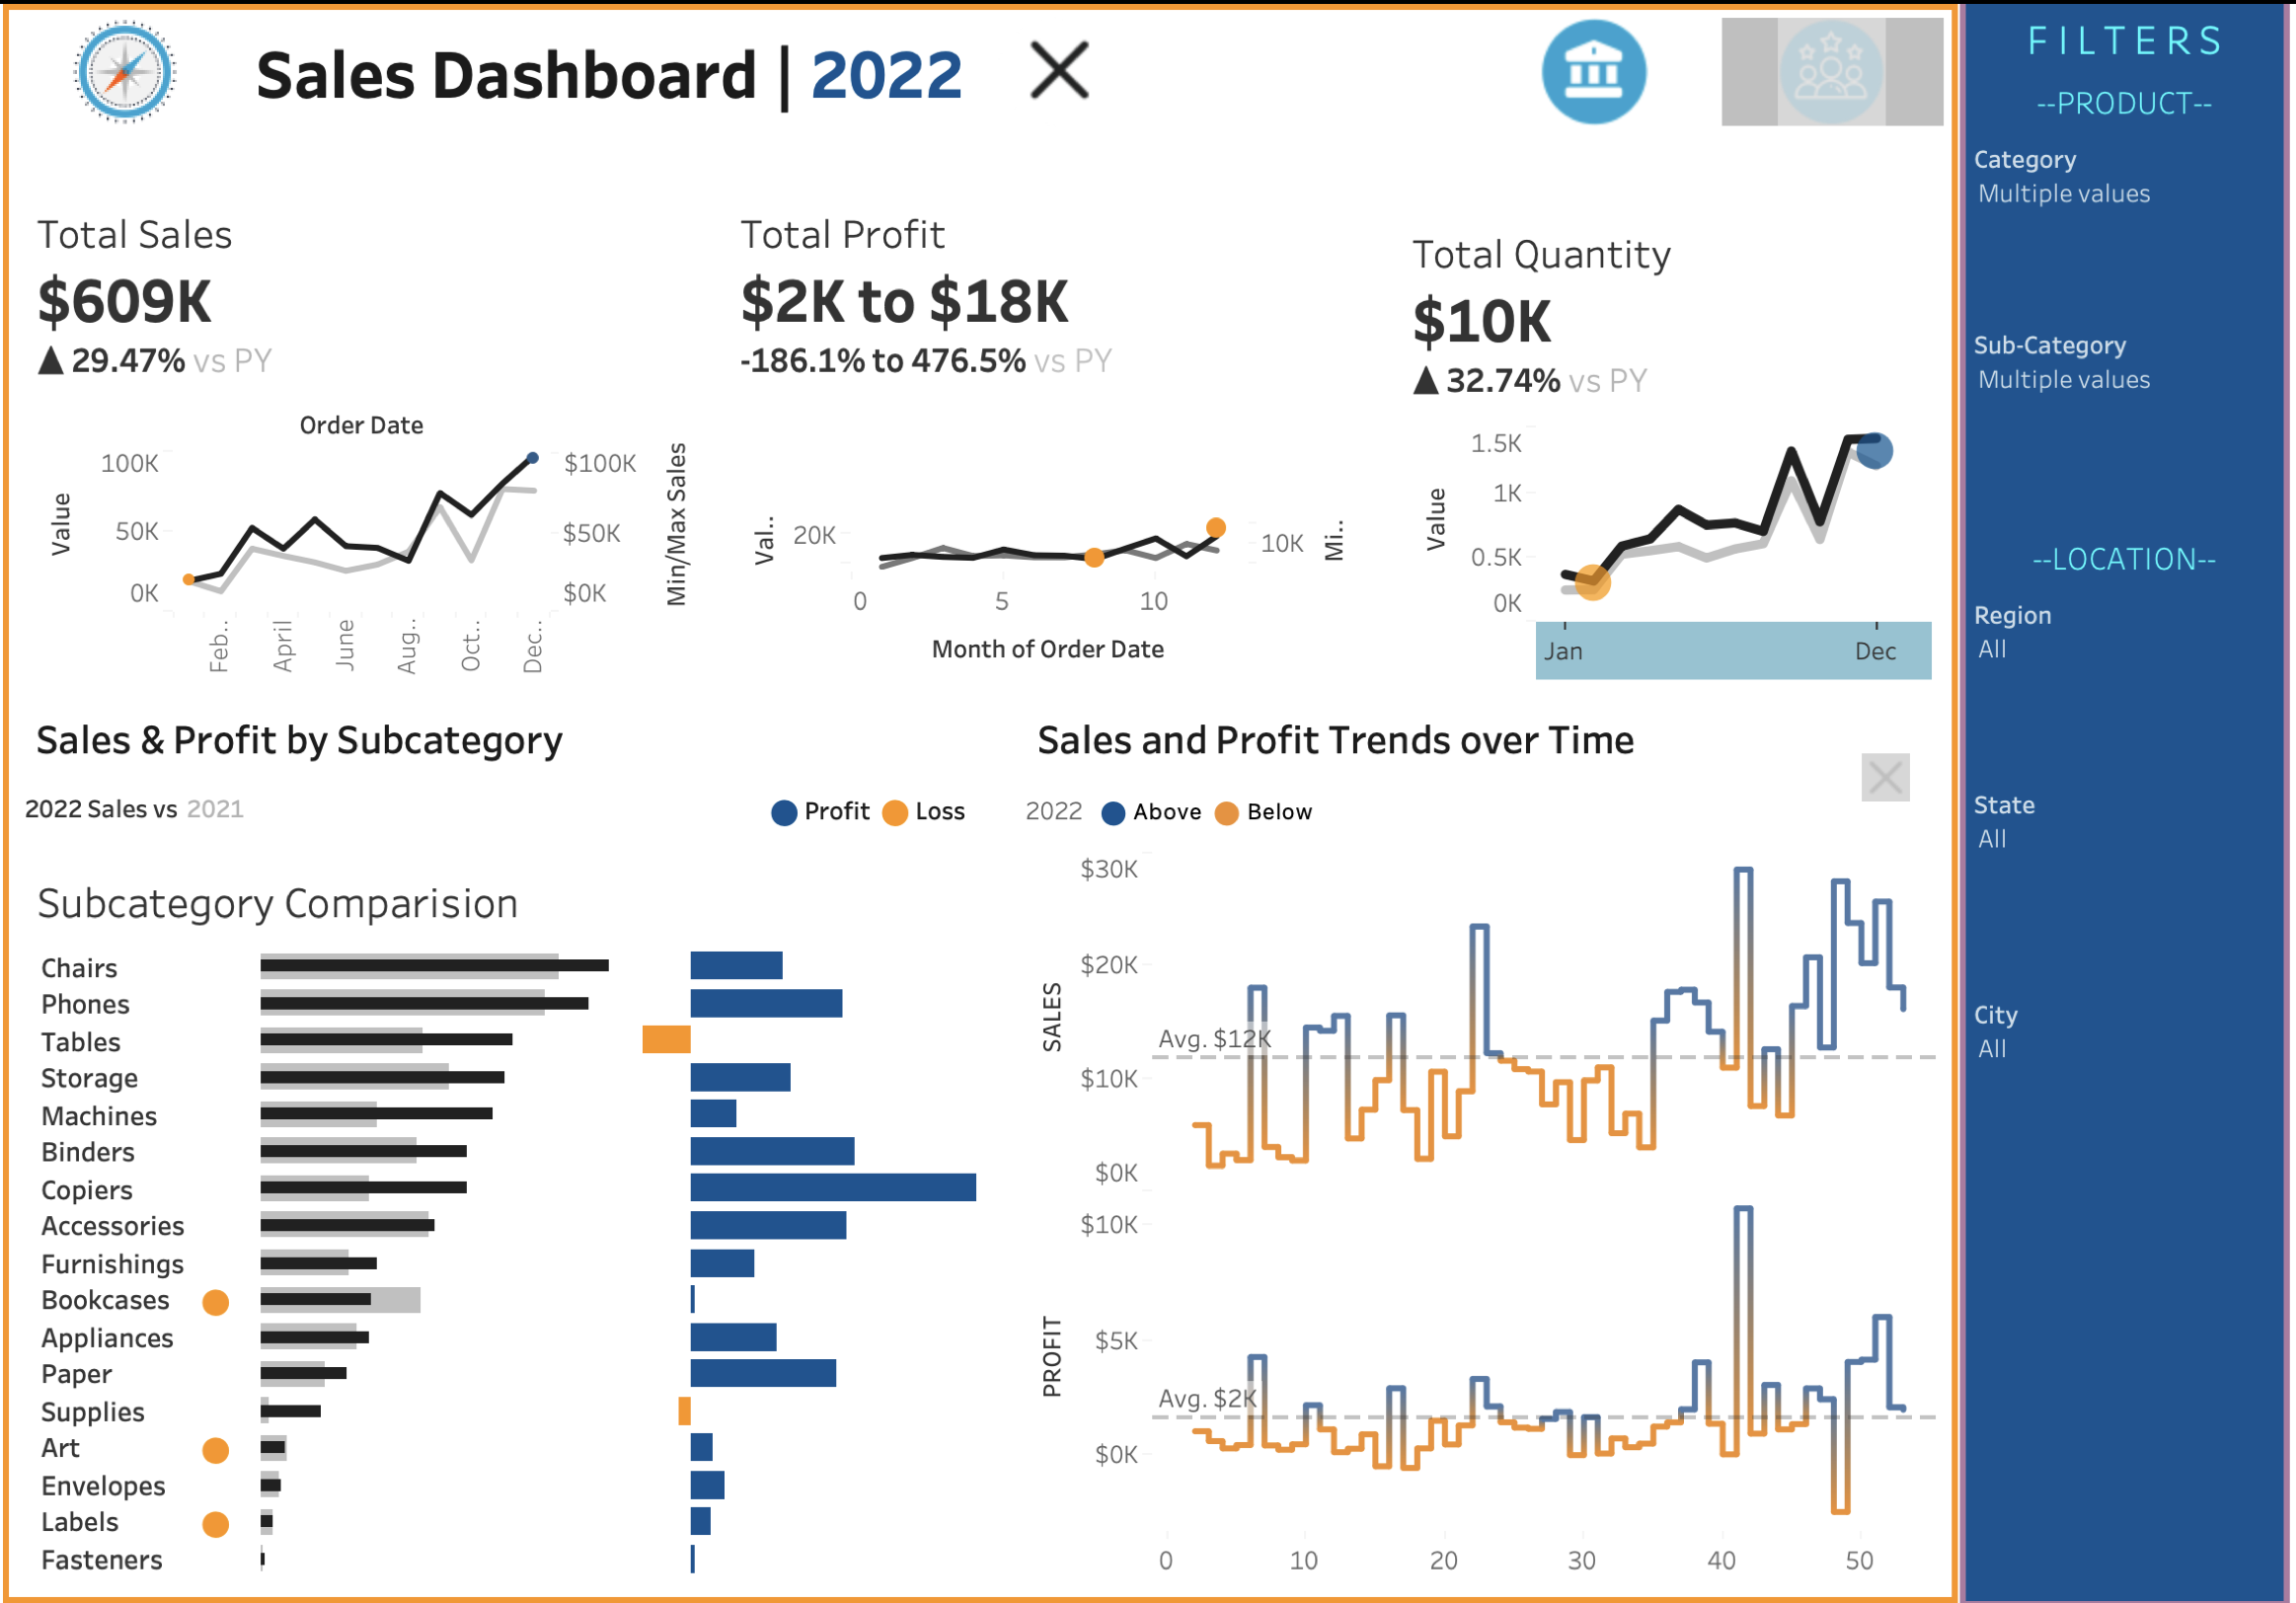 Sales Dashboard | 2022
Total Sales
$609K
▲ 29.47% vs PY
Order Date
100K
50K
0K
Value
$100K
$50K
$0K
Min/Max Sales
Feb..
April
June
Aug..
Oct..
Dec..
Total Profit
$2K to $18K
-186.1% to 476.5% vs PY
Val..
20K
10K
Mi..
0
5
10
Month of Order Date
Total Quantity
$10K
▲ 32.74% vs PY
Value
1.5K
1K
0.5K
0K
Jan
Dec
Sales & Profit by Subcategory
2022 Sales vs 2021
Profit
Loss
Subcategory Comparision
Chairs
Phones
Tables
Storage
Machines
Binders
Copiers
Accessories
Furnishings
Bookcases
Appliances
Paper
Supplies
Art
Envelopes
Labels
Fasteners
Sales and Profit Trends over Time
2022
Above
Below
SALES
$30K
$20K
Avg. $12K
$10K
$0K
PROFIT
$10K
$5K
Avg. $2K
$0K
0
10
20
30
40
50
FILTERS
--PRODUCT--
Category
Multiple values
Sub-Category
Multiple values
--LOCATION--
Region
All
State
All
City
All